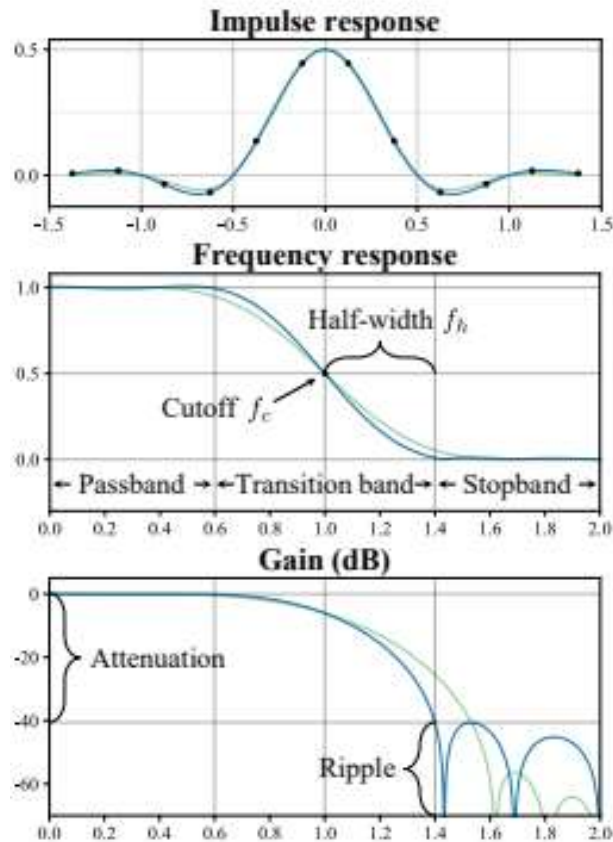 Impulse response
0.5
0.0
−1.5 −1.0 −0.5 0.0 0.5 1.0 1.5
Frequency response
1.0
Half-width f_h
0.5
Cutoff f_c
0.0
Passband Transition band Stopband
0.0 0.2 0.4 0.6 0.8 1.0 1.2 1.4 1.6 1.8 2.0
Gain (dB)
0
-20
Attenuation
-40
Ripple
-60
0.0 0.2 0.4 0.6 0.8 1.0 1.2 1.4 1.6 1.8 2.0